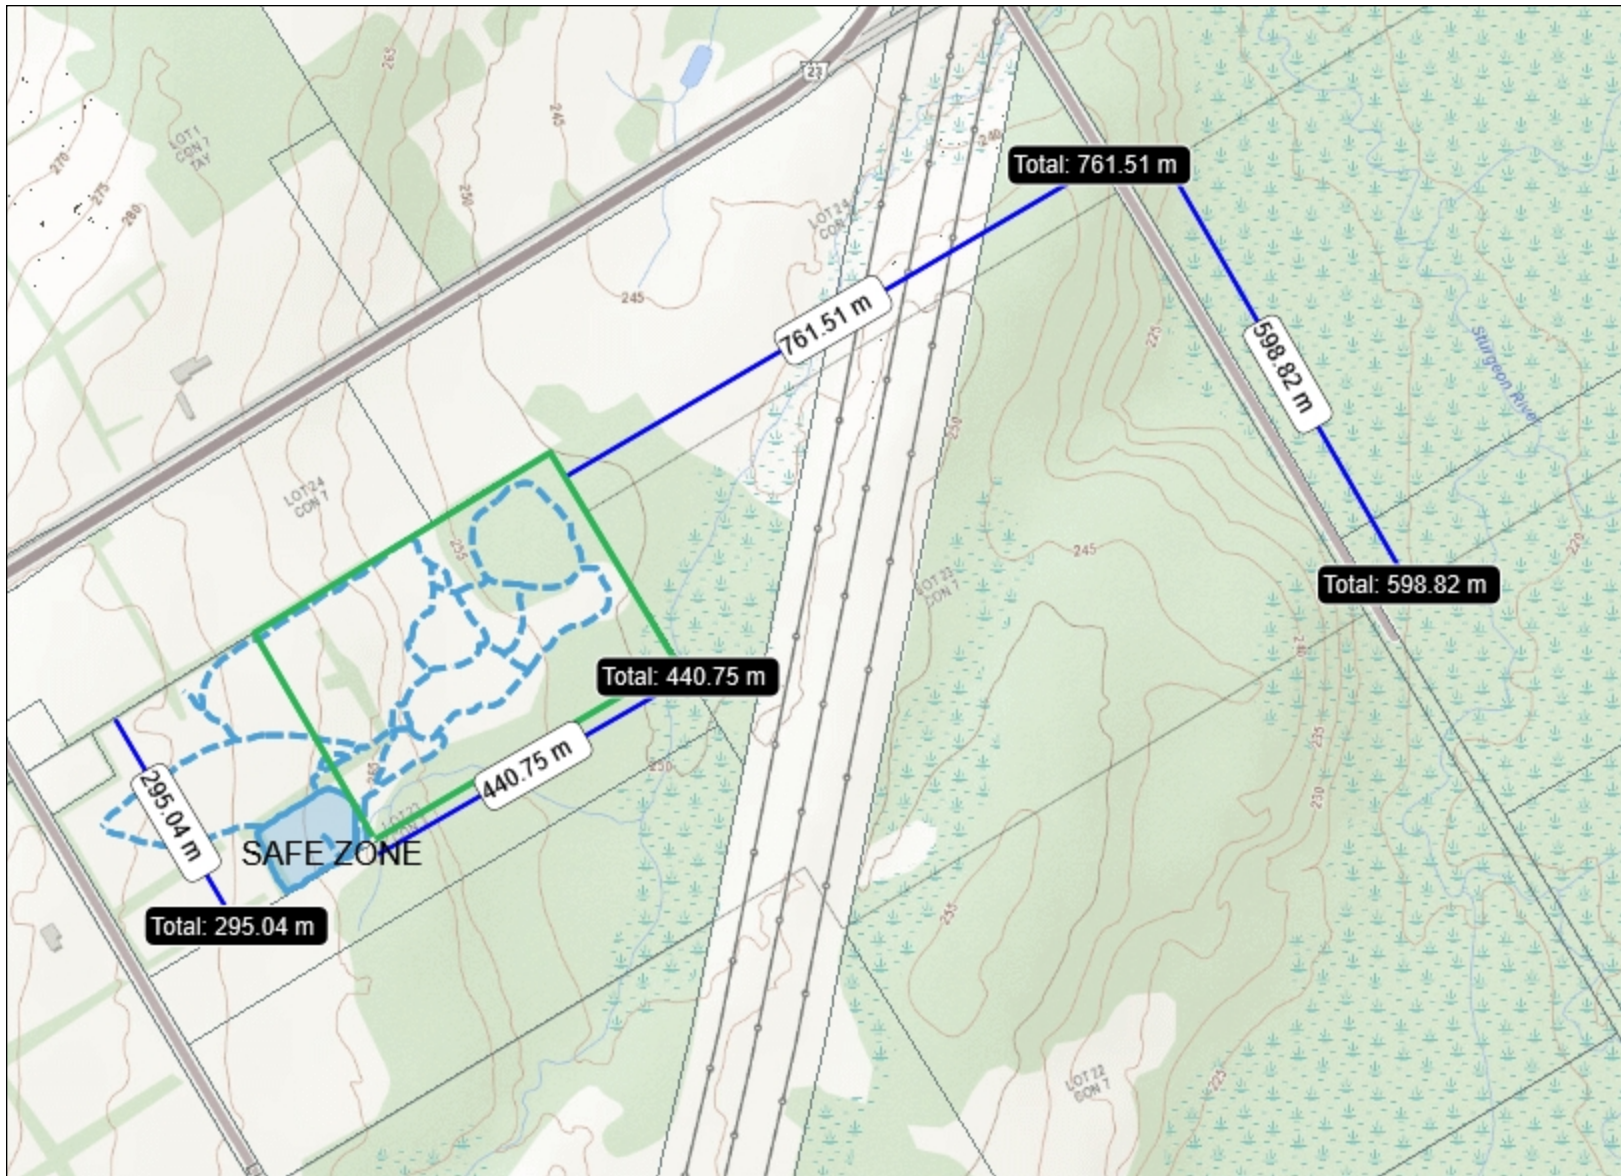 265
27
245
LOT 1
CON 7
TAY
270
275
280
250
240
Total: 761.51 m
LOT 24
245
761.51 m
225
598.82 m
Sturgeon River
250
LOT 24
CON 7
255
245
220
LOT 23
CON 7
Total: 598.82 m
Total: 440.75 m
235
440.75 m
230
295.04 m
SAFE ZONE
Total: 295.04 m
255
LOT 22
CON 7
225